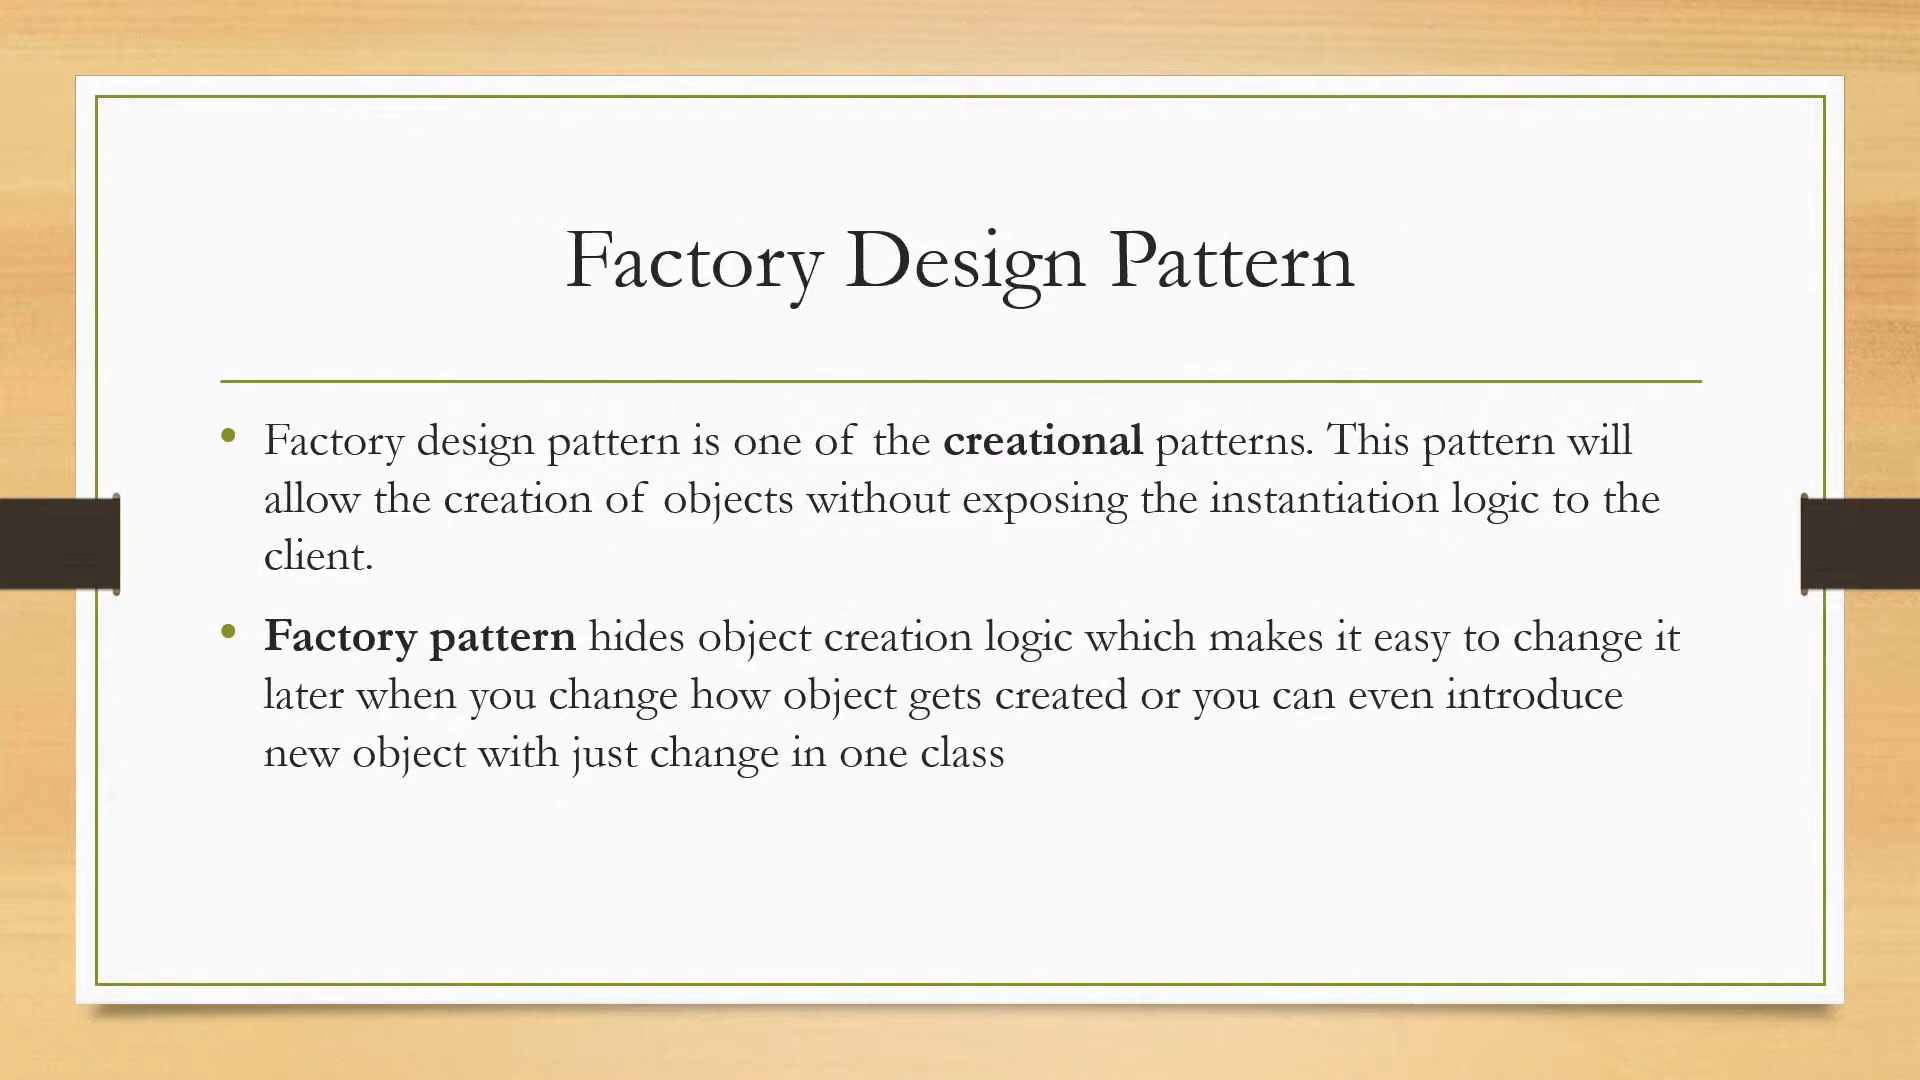 Factory Design Pattern
• Factory design pattern is one of the creational patterns. This pattern will
allow the creation of objects without exposing the instantiation logic to the
client.
• Factory pattern hides object creation logic which makes it easy to change it
later when you change how object gets created or you can even introduce
new object with just change in one class